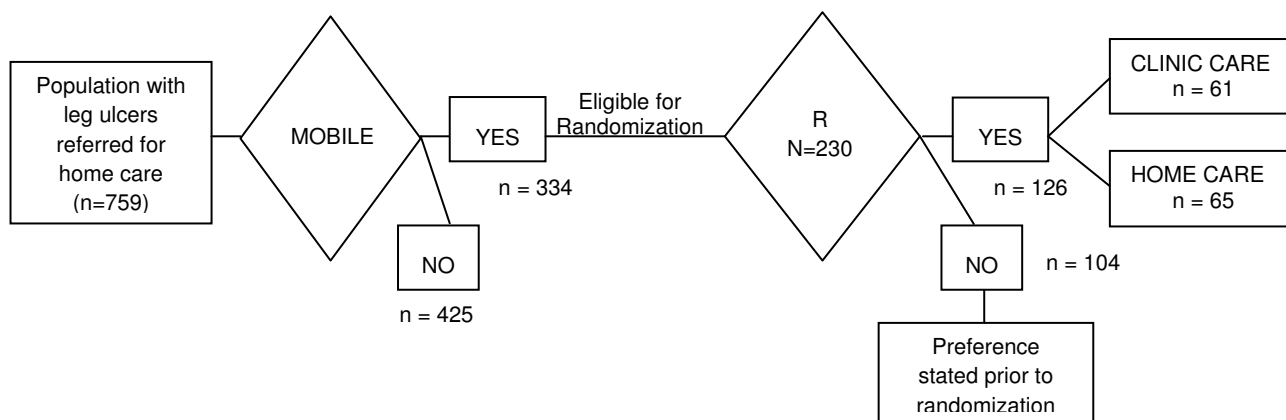 Population with
leg ulcers
referred for
home care
(n=759)
MOBILE
YES
n = 334
NO
n = 425
Eligible for
Randomization
R
N=230
YES
n = 126
NO
n = 104
Preference
stated prior to
randomization
CLINIC CARE
n = 61
HOME CARE
n = 65